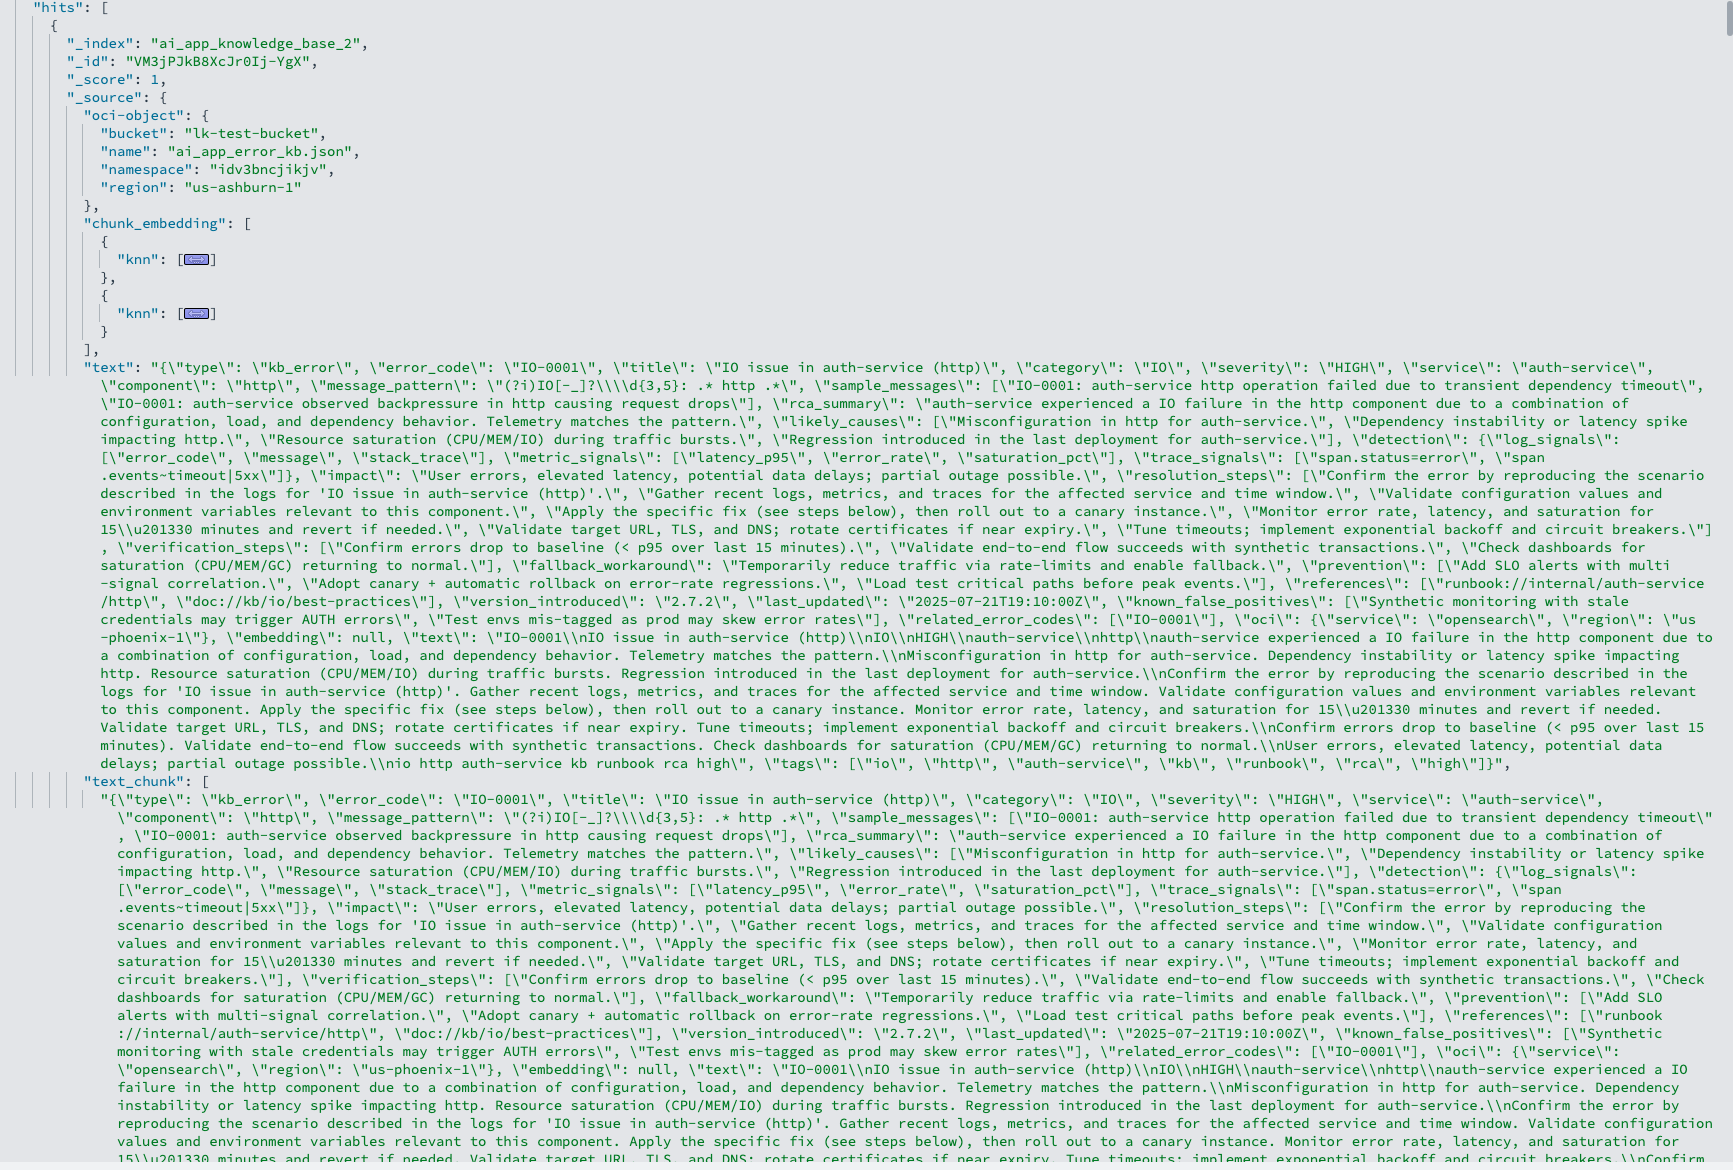 "hits": [
{
"_index": "ai_app_knowledge_base_2",
"_id": "VM3jPJkB8XcJr0Ij-YgX",
"_score": 1,
"_source": {
"oci-object": {
"bucket": "lk-test-bucket",
"name": "ai_app_error_kb.json",
"namespace": "idv3bncjikjv",
"region": "us-ashburn-1"
},
"chunk_embedding": [
{
"knn": []
},
{
"knn": []
}
],
"text": "{\"type\": \"kb_error\", \"error_code\": \"IO-0001\", \"title\": \"IO issue in auth-service (http)\", \"category\": \"IO\", \"severity\": \"HIGH\", \"service\": \"auth-service\",
\"component\": \"http\", \"message_pattern\": \"(?i)IO[-_]?\\\\d{3,5}: .* http .*\", \"sample_messages\": [\"IO-0001: auth-service http operation failed due to transient dependency timeout\",
\"IO-0001: auth-service observed backpressure in http causing request drops\"], \"rca_summary\": \"auth-service experienced a IO failure in the http component due to a combination of
configuration, load, and dependency behavior. Telemetry matches the pattern.\", \"likely_causes\": [\"Misconfiguration in http for auth-service.\", \"Dependency instability or latency spike
impacting http.\", \"Resource saturation (CPU/MEM/IO) during traffic bursts.\", \"Regression introduced in the last deployment for auth-service.\"], \"detection\": {\"log_signals\":
[\"error_code\", \"message\", \"stack_trace\"], \"metric_signals\": [\"latency_p95\", \"error_rate\", \"saturation_pct\"], \"trace_signals\": [\"span.status=error\", \"span
.events~timeout|5xx\"]}, \"impact\": \"User errors, elevated latency, potential data delays; partial outage possible.\", \"resolution_steps\": [\"Confirm the error by reproducing the scenario
described in the logs for 'IO issue in auth-service (http)'.\", \"Gather recent logs, metrics, and traces for the affected service and time window.\", \"Validate configuration values and
environment variables relevant to this component.\", \"Apply the specific fix (see steps below), then roll out to a canary instance.\", \"Monitor error rate, latency, and saturation for
15\\u201330 minutes and revert if needed.\", \"Validate target URL, TLS, and DNS; rotate certificates if near expiry.\", \"Tune timeouts; implement exponential backoff and circuit breakers.\"]
, \"verification_steps\": [\"Confirm errors drop to baseline (< p95 over last 15 minutes).\", \"Validate end-to-end flow succeeds with synthetic transactions.\", \"Check dashboards for
saturation (CPU/MEM/GC) returning to normal.\"], \"fallback_workaround\": \"Temporarily reduce traffic via rate-limits and enable fallback.\", \"prevention\": [\"Add SLO alerts with multi
-signal correlation.\", \"Adopt canary + automatic rollback on error-rate regressions.\", \"Load test critical paths before peak events.\"], \"references\": [\"runbook://internal/auth-service
/http\", \"doc://kb/io/best-practices\"], \"version_introduced\": \"2.7.2\", \"last_updated\": \"2025-07-21T19:10:00Z\", \"known_false_positives\": [\"Synthetic monitoring with stale
credentials may trigger AUTH errors\", \"Test envs mis-tagged as prod may skew error rates\"], \"related_error_codes\": [\"IO-0001\"], \"oci\": {\"service\": \"opensearch\", \"region\": \"us
-phoenix-1\"}, \"embedding\": null, \"text\": \"IO-0001\\nIO issue in auth-service (http)\\nIO\\nHIGH\\nauth-service\\nhttp\\nauth-service experienced a IO failure in the http component due to
a combination of configuration, load, and dependency behavior. Telemetry matches the pattern.\\nMisconfiguration in http for auth-service. Dependency instability or latency spike impacting
http. Resource saturation (CPU/MEM/IO) during traffic bursts. Regression introduced in the last deployment for auth-service.\\nConfirm the error by reproducing the scenario described in the
logs for 'IO issue in auth-service (http)'. Gather recent logs, metrics, and traces for the affected service and time window. Validate configuration values and environment variables relevant
to this component. Apply the specific fix (see steps below), then roll out to a canary instance. Monitor error rate, latency, and saturation for 15\\u201330 minutes and revert if needed.
Validate target URL, TLS, and DNS; rotate certificates if near expiry. Tune timeouts; implement exponential backoff and circuit breakers.\\nConfirm errors drop to baseline (< p95 over last 15
minutes). Validate end-to-end flow succeeds with synthetic transactions. Check dashboards for saturation (CPU/MEM/GC) returning to normal.\\nUser errors, elevated latency, potential data
delays; partial outage possible.\\nio http auth-service kb runbook rca high\", \"tags\": [\"io\", \"http\", \"auth-service\", \"kb\", \"runbook\", \"rca\", \"high\"]}",
"text_chunk": [
"{\"type\": \"kb_error\", \"error_code\": \"IO-0001\", \"title\": \"IO issue in auth-service (http)\", \"category\": \"IO\", \"severity\": \"HIGH\", \"service\": \"auth-service\",
\"component\": \"http\", \"message_pattern\": \"(?i)IO[-_]?\\\\d{3,5}: .* http .*\", \"sample_messages\": [\"IO-0001: auth-service http operation failed due to transient dependency timeout\"
, \"IO-0001: auth-service observed backpressure in http causing request drops\"], \"rca_summary\": \"auth-service experienced a IO failure in the http component due to a combination of
configuration, load, and dependency behavior. Telemetry matches the pattern.\", \"likely_causes\": [\"Misconfiguration in http for auth-service.\", \"Dependency instability or latency spike
impacting http.\", \"Resource saturation (CPU/MEM/IO) during traffic bursts.\", \"Regression introduced in the last deployment for auth-service.\"], \"detection\": {\"log_signals\":
[\"error_code\", \"message\", \"stack_trace\"], \"metric_signals\": [\"latency_p95\", \"error_rate\", \"saturation_pct\"], \"trace_signals\": [\"span.status=error\", \"span
.events~timeout|5xx\"]}, \"impact\": \"User errors, elevated latency, potential data delays; partial outage possible.\", \"resolution_steps\": [\"Confirm the error by reproducing the
scenario described in the logs for 'IO issue in auth-service (http)'.\", \"Gather recent logs, metrics, and traces for the affected service and time window.\", \"Validate configuration
values and environment variables relevant to this component.\", \"Apply the specific fix (see steps below), then roll out to a canary instance.\", \"Monitor error rate, latency, and
saturation for 15\\u201330 minutes and revert if needed.\", \"Validate target URL, TLS, and DNS; rotate certificates if near expiry.\", \"Tune timeouts; implement exponential backoff and
circuit breakers.\"], \"verification_steps\": [\"Confirm errors drop to baseline (< p95 over last 15 minutes).\", \"Validate end-to-end flow succeeds with synthetic transactions.\", \"Check
dashboards for saturation (CPU/MEM/GC) returning to normal.\"], \"fallback_workaround\": \"Temporarily reduce traffic via rate-limits and enable fallback.\", \"prevention\": [\"Add SLO
alerts with multi-signal correlation.\", \"Adopt canary + automatic rollback on error-rate regressions.\", \"Load test critical paths before peak events.\"], \"references\": [\"runbook
://internal/auth-service/http\", \"doc://kb/io/best-practices\"], \"version_introduced\": \"2.7.2\", \"last_updated\": \"2025-07-21T19:10:00Z\", \"known_false_positives\": [\"Synthetic
monitoring with stale credentials may trigger AUTH errors\", \"Test envs mis-tagged as prod may skew error rates\"], \"related_error_codes\": [\"IO-0001\"], \"oci\": {\"service\":
\"opensearch\", \"region\": \"us-phoenix-1\"}, \"embedding\": null, \"text\": \"IO-0001\\nIO issue in auth-service (http)\\nIO\\nHIGH\\nauth-service\\nhttp\\nauth-service experienced a IO
failure in the http component due to a combination of configuration, load, and dependency behavior. Telemetry matches the pattern.\\nMisconfiguration in http for auth-service. Dependency
instability or latency spike impacting http. Resource saturation (CPU/MEM/IO) during traffic bursts. Regression introduced in the last deployment for auth-service.\\nConfirm the error by
reproducing the scenario described in the logs for 'IO issue in auth-service (http)'. Gather recent logs, metrics, and traces for the affected service and time window. Validate configuration
values and environment variables relevant to this component. Apply the specific fix (see steps below), then roll out to a canary instance. Monitor error rate, latency, and saturation for
15\\u201330 minutes and revert if needed. Validate target URL, TLS, and DNS; rotate certificates if near expiry. Tune timeouts; implement exponential backoff and circuit breakers.\\nConfirm